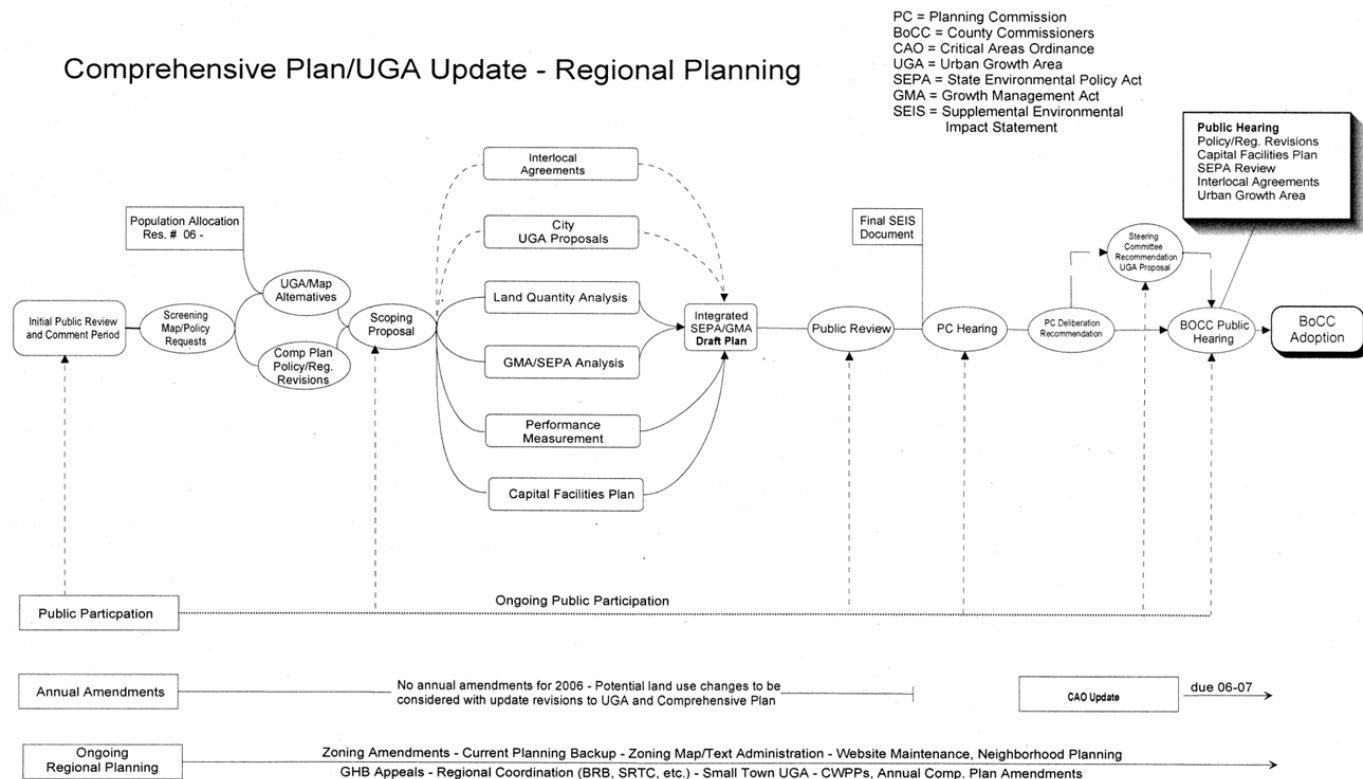 PC = Planning Commission
BoCC = County Commissioners
CAO = Critical Areas Ordinance
UGA = Urban Growth Area
SEPA = State Environmental Policy Act
GMA = Growth Management Act
SEIS = Supplemental Environmental
Impact Statement
Comprehensive Plan/UGA Update - Regional Planning
Public Hearing
Policy/Reg. Revisions
Capital Facilities Plan
SEPA Review
Interlocal Agreements
Urban Growth Area
Population Allocation
Res. # 06 -
Initial Public Review
and Comment Period
Screening
Map/Policy
Requests
UGA/Map
Alternatives
Comp Plan
Policy/Reg.
Revisions
Scoping
Proposal
Interlocal
Agreements
City
UGA Proposals
Land Quantity Analysis
GMA/SEPA Analysis
Performance
Measurement
Capital Facilities Plan
Integrated
SEPA/GMA
Draft Plan
Public Review
Final SEIS
Document
PC Hearing
PC Deliberation
Recommendation
Steering
Committee
Recommendation
UGA Proposal
BOCC Public
Hearing
BoCC
Adoption
Public Particpation
Ongoing Public Participation
Annual Amendments
No annual amendments for 2006 - Potential land use changes to be
considered with update revisions to UGA and Comprehensive Plan
CAO Update
due 06-07
Ongoing
Regional Planning
Zoning Amendments - Current Planning Backup - Zoning Map/Text Administration - Website Maintenance, Neighborhood Planning
GHB Appeals - Regional Coordination (BRB, SRTC, etc.) - Small Town UGA - CWPPs, Annual Comp. Plan Amendments